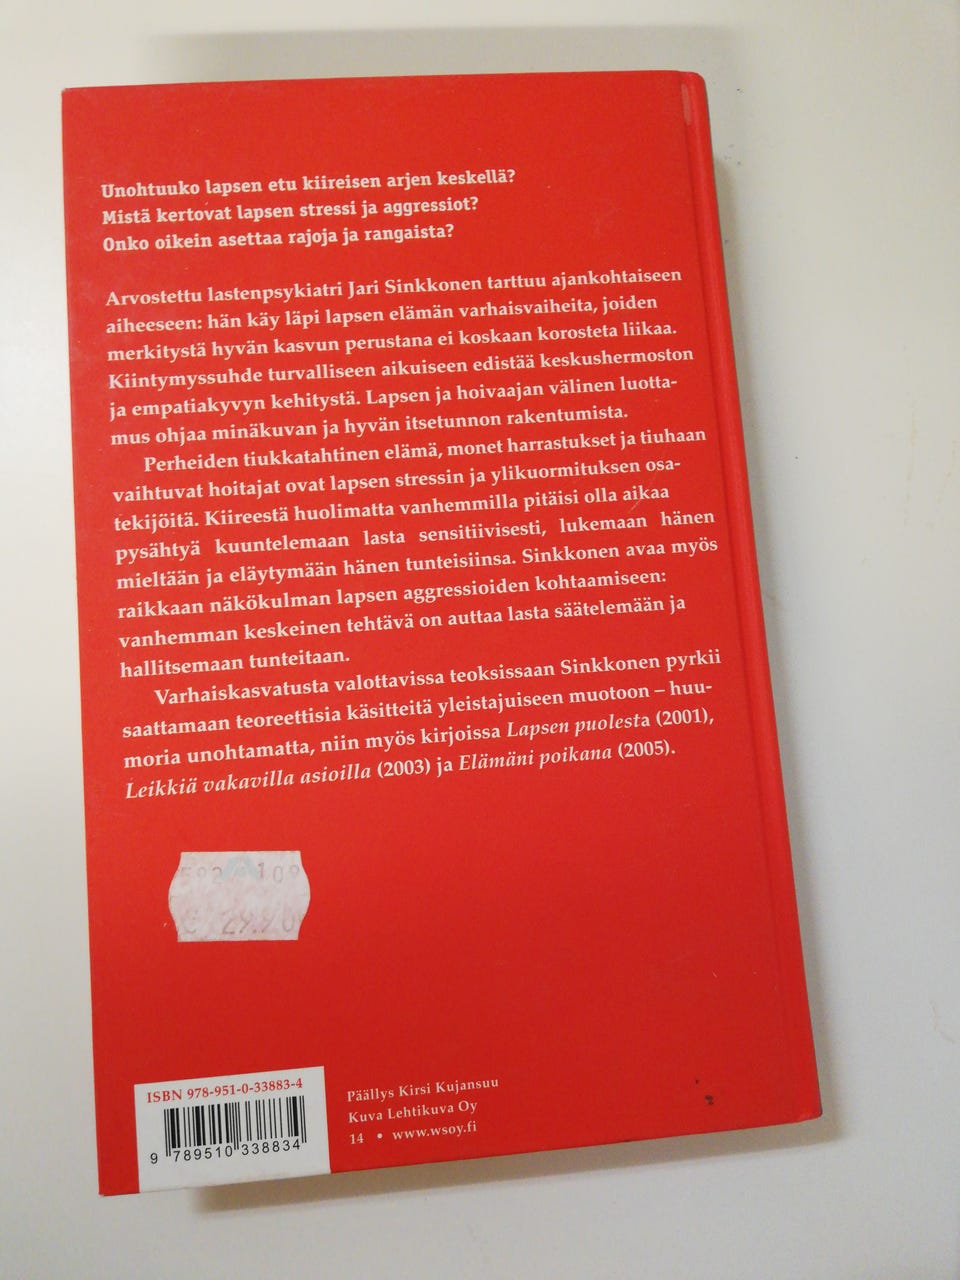 Unohtuuko lapsen etu kiireisen arjen keskellä?
Mistä kertovat lapsen stressi ja aggressiot?
Onko oikein asettaa rajoja ja rangaista?
Arvostettu lastenpsykiatri Jari Sinkkonen tarttuu ajankohtaiseen
aiheeseen: hän käy läpi lapsen elämän varhaisvaiheita, joiden
merkitystä hyvän kasvun perustana ei koskaan korosteta liikaa.
Kiintymyssuhde turvalliseen aikuiseen edistää keskushermoston
ja empatiakyvyn kehitystä. Lapsen ja hoivaajan välinen luotta-
mus ohjaa minäkuvan ja hyvän itsetunnon rakentumista.
Perheiden tiukkatahtinen elämä, monet harrastukset ja tiuhaan
vaihtuvat hoitajat ovat lapsen stressin ja ylikuormituksen osa-
tekijöitä. Kiireestä huolimatta vanhemmilla pitäisi olla aikaa
pysähtyä kuuntelemaan lasta sensitiivisesti, lukemaan hänen
mieltään ja eläytymään hänen tunteisiinsa. Sinkkonen avaa myös
raikkaan näkökulman lapsen aggressioiden kohtaamiseen:
vanhemman keskeinen tehtävä on auttaa lasta säätelemään ja
hallitsemaan tunteitaan.
Varhaiskasvatusta valottavissa teoksissaan Sinkkonen pyrkii
saattamaan teoreettisia käsitteitä yleistajuiseen muotoon – huu-
moria unohtamatta, niin myös kirjoissa Lapsen puolesta (2001),
Leikkiä vakavilla asioilla (2003) ja Elämäni poikana (2005).
€ 29.90
ISBN 978-951-0-33883-4
9 789510 338834
Päällys Kirsi Kujansuu
Kuva Lehtikuva Oy
14 • www.wsoy.fi